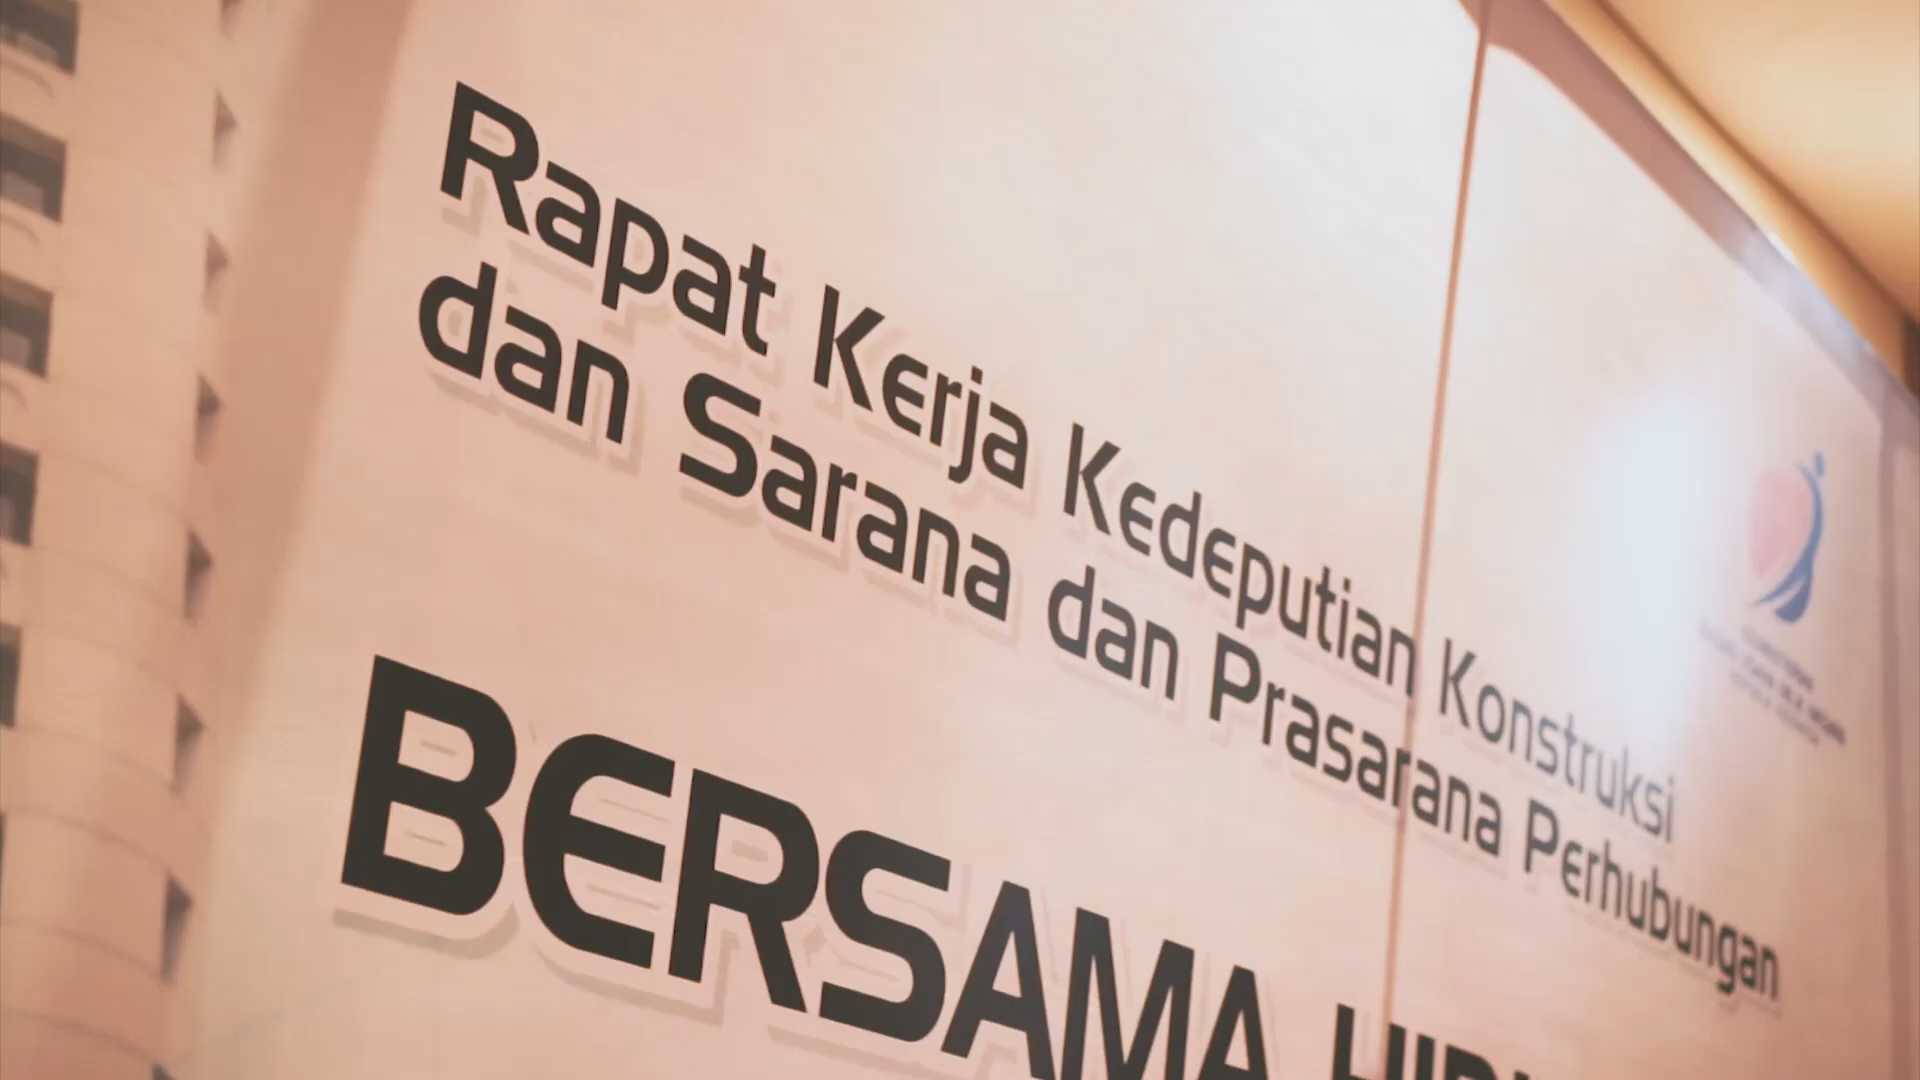 Rapat Kerja Kedeputian Konstruksi
dan Sarana dan Prasarana Perhubungan
BERSAMA